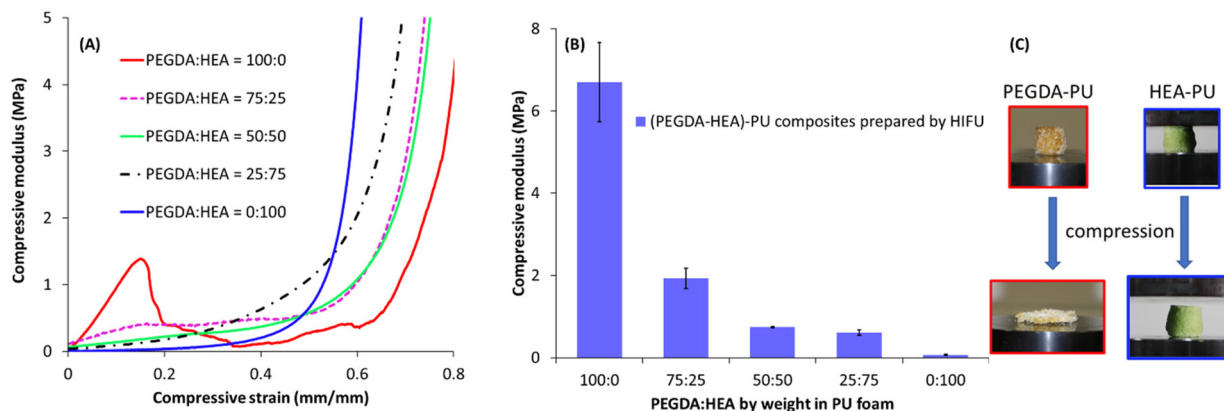 (A)
PEGDA:HEA = 100:0
PEGDA:HEA = 75:25
PEGDA:HEA = 50:50
PEGDA:HEA = 25:75
PEGDA:HEA = 0:100
Compressive modulus (MPa)
5
4
3
2
1
0
0
0.2
0.4
0.6
0.8
Compressive strain (mm/mm)
(B)
(PEGDA-HEA)-PU composites prepared by HIFU
Compressive modulus (MPa)
8
6
4
2
0
100:0
75:25
50:50
25:75
0:100
PEGDA:HEA by weight in PU foam
(C)
PEGDA-PU
HEA-PU
compression